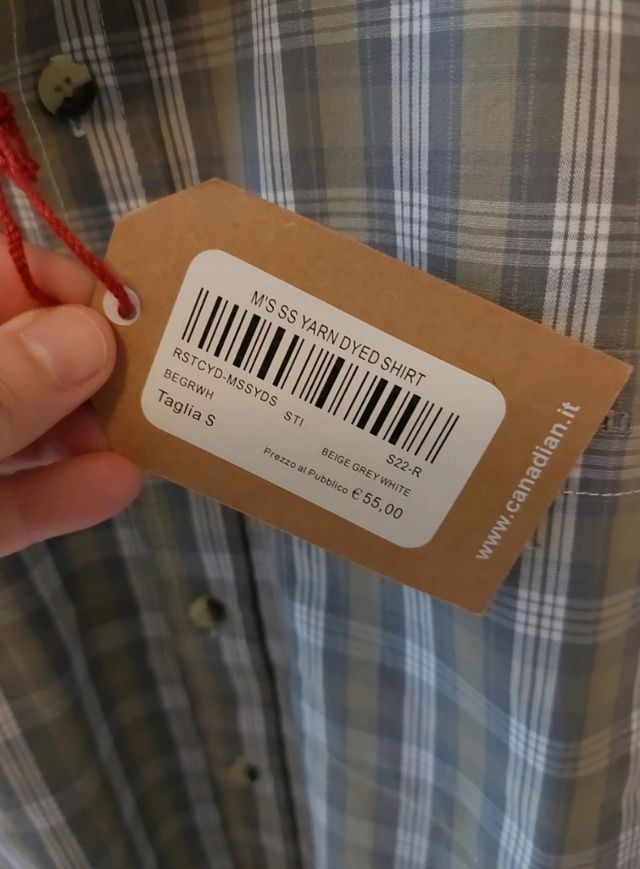 M'S SS YARN DYED SHIRT
RSTCYD-MSSYDS STI
BEGRWH S22-R
Taglia S BEIGE GREY WHITE
Prezzo al Pubblico € 55,00
www.canadian.it